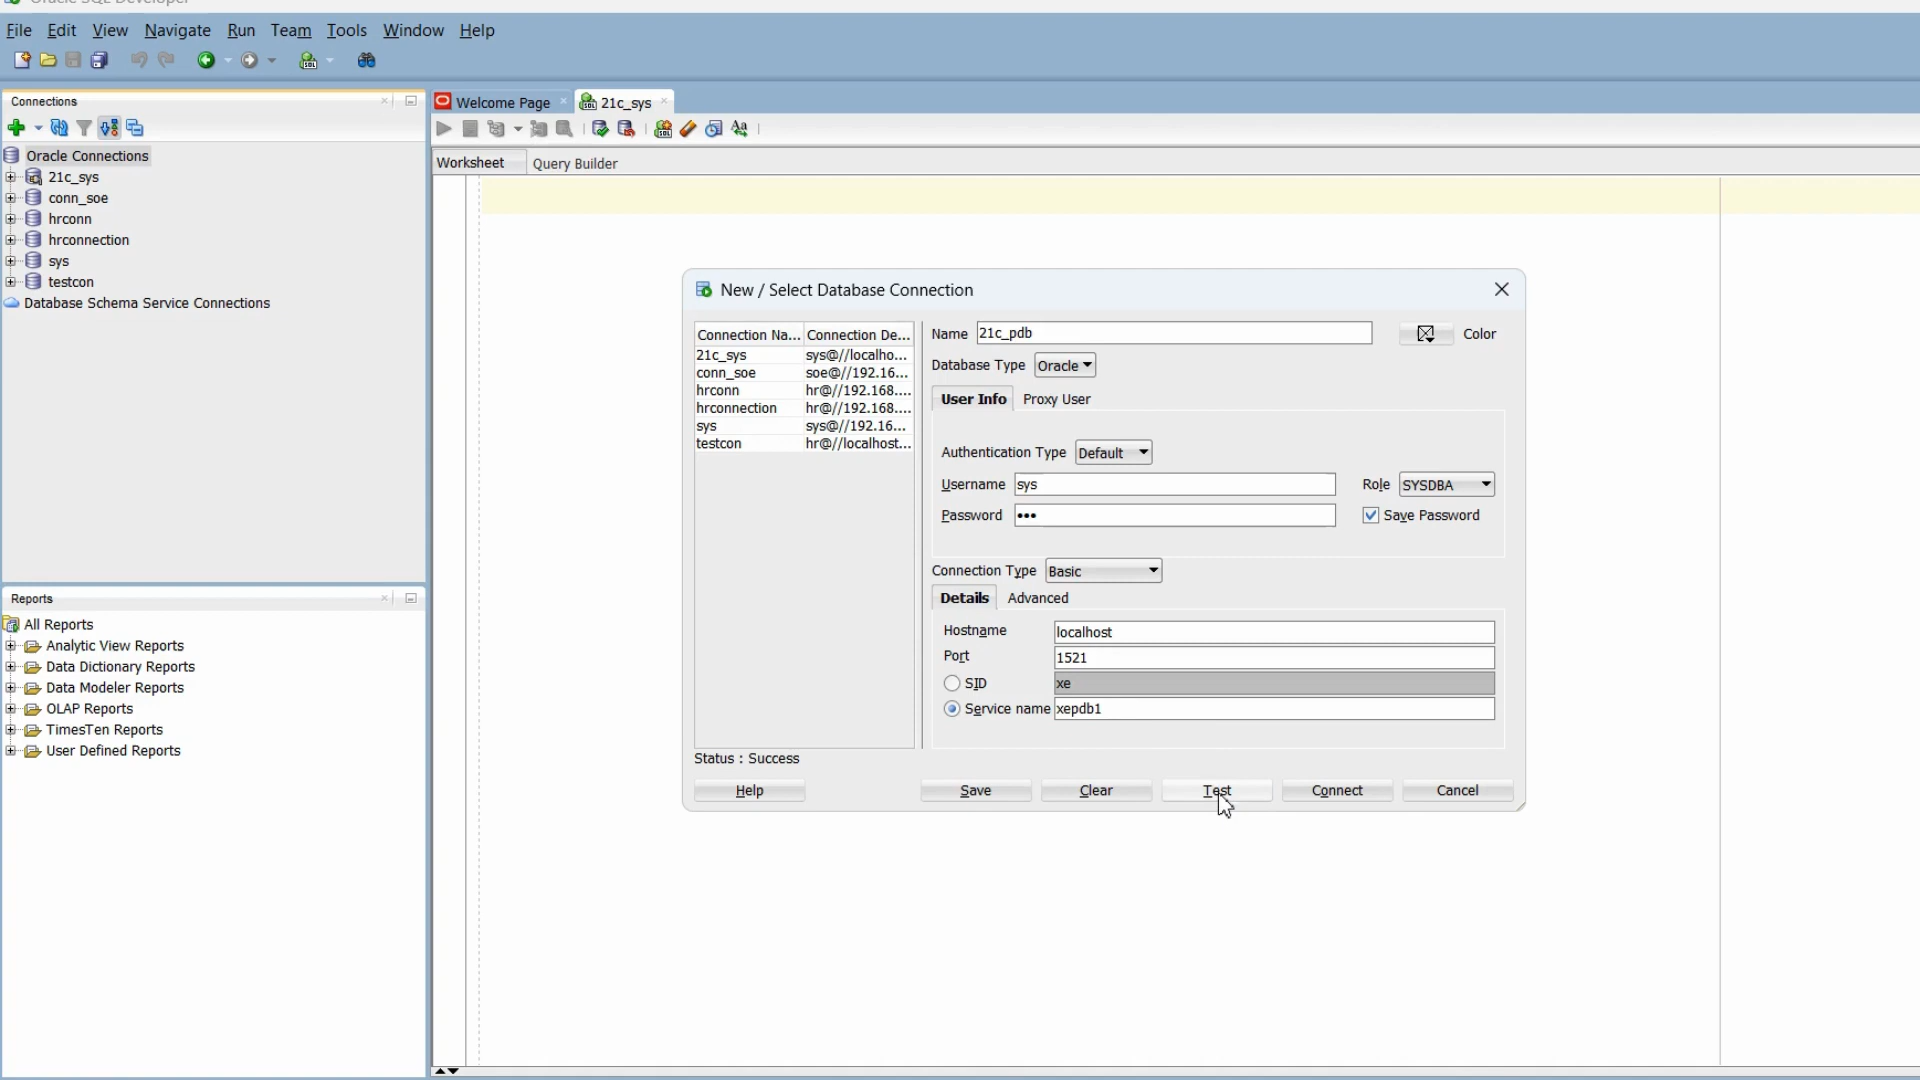 Oracle SQL Developer
File Edit View Navigate Run Team Tools Window Help
Connections
Welcome Page
21c_sys
Worksheet
Query Builder
Oracle Connections
21c_sys
conn_soe
hrconn
hrconnection
sys
testcon
Database Schema Service Connections
Reports
All Reports
Analytic View Reports
Data Dictionary Reports
Data Modeler Reports
OLAP Reports
TimesTen Reports
User Defined Reports
New / Select Database Connection
Connection Na... Connection De...
21c_sys sys@//localho...
conn_soe soe@//192.16...
hrconn hr@//192.168....
hrconnection hr@//192.168....
sys sys@//192.16...
testcon hr@//localhost...
Name 21c_pdb Color
Database Type Oracle
User Info Proxy User
Authentication Type Default
Username sys Role SYSDBA
Password ••• Save Password
Connection Type Basic
Details Advanced
Hostname localhost
Port 1521
SID xe
Service name xepdb1
Status : Success
Help Save Clear Test Connect Cancel